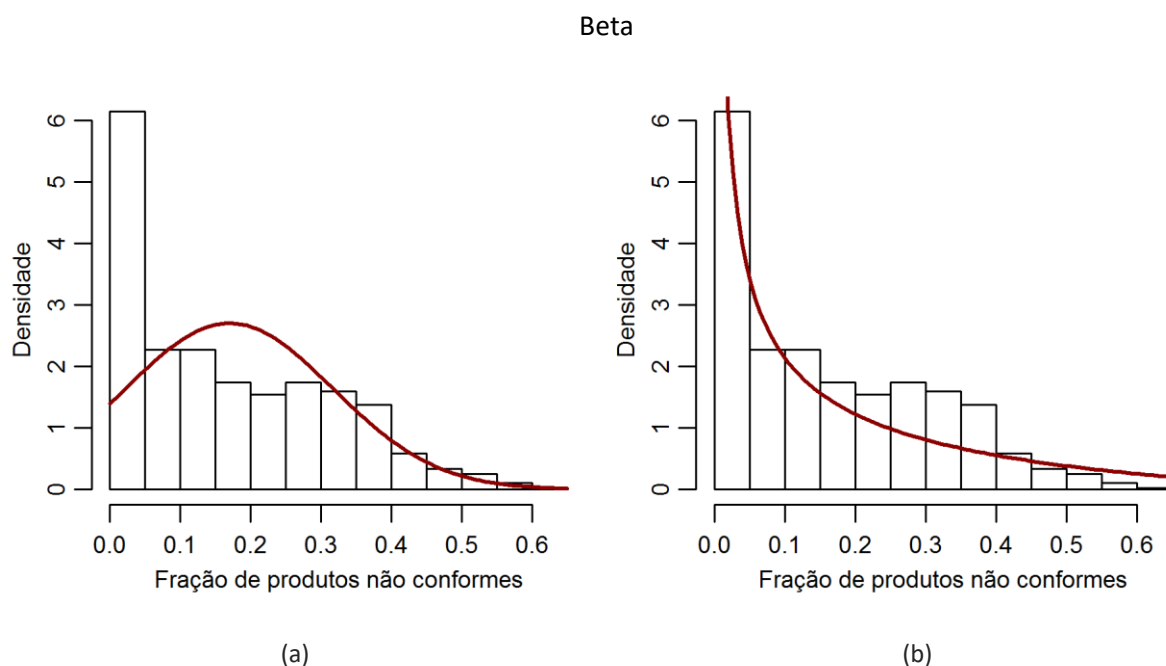 Beta
Densidade
0 1 2 3 4 5 6
0.0 0.1 0.2 0.3 0.4 0.5 0.6
Fração de produtos não conformes
(a)
Densidade
0 1 2 3 4 5 6
0.0 0.1 0.2 0.3 0.4 0.5 0.6
Fração de produtos não conformes
(b)